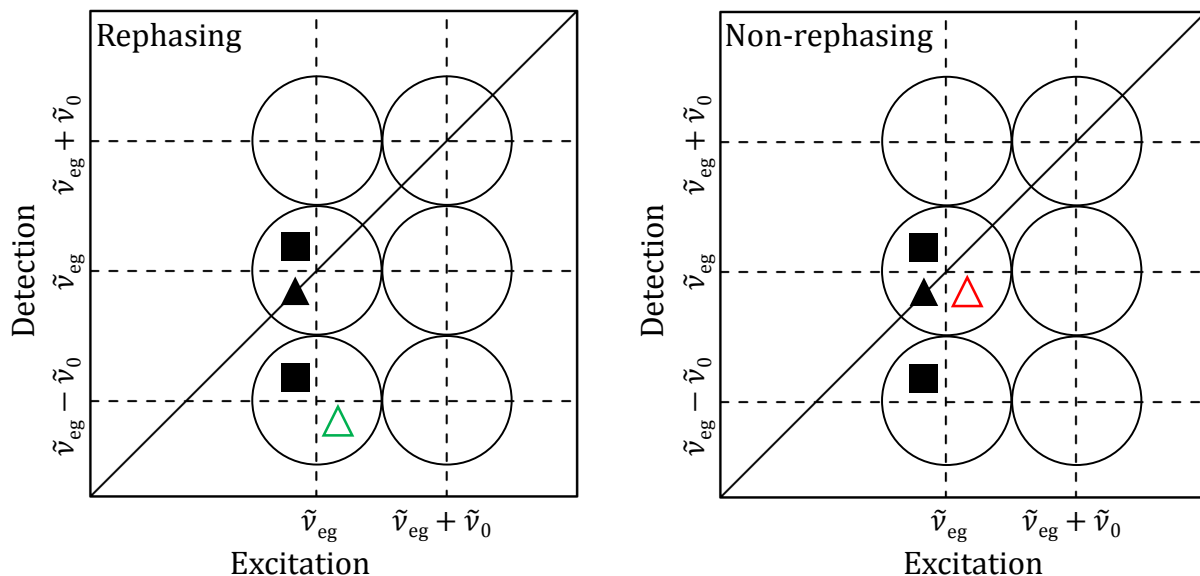 Rephasing
Detection
ν̃eg + ν̃0
ν̃eg
ν̃eg − ν̃0
ν̃eg
ν̃eg + ν̃0
Excitation
Non-rephasing
Detection
ν̃eg + ν̃0
ν̃eg
ν̃eg − ν̃0
ν̃eg
ν̃eg + ν̃0
Excitation